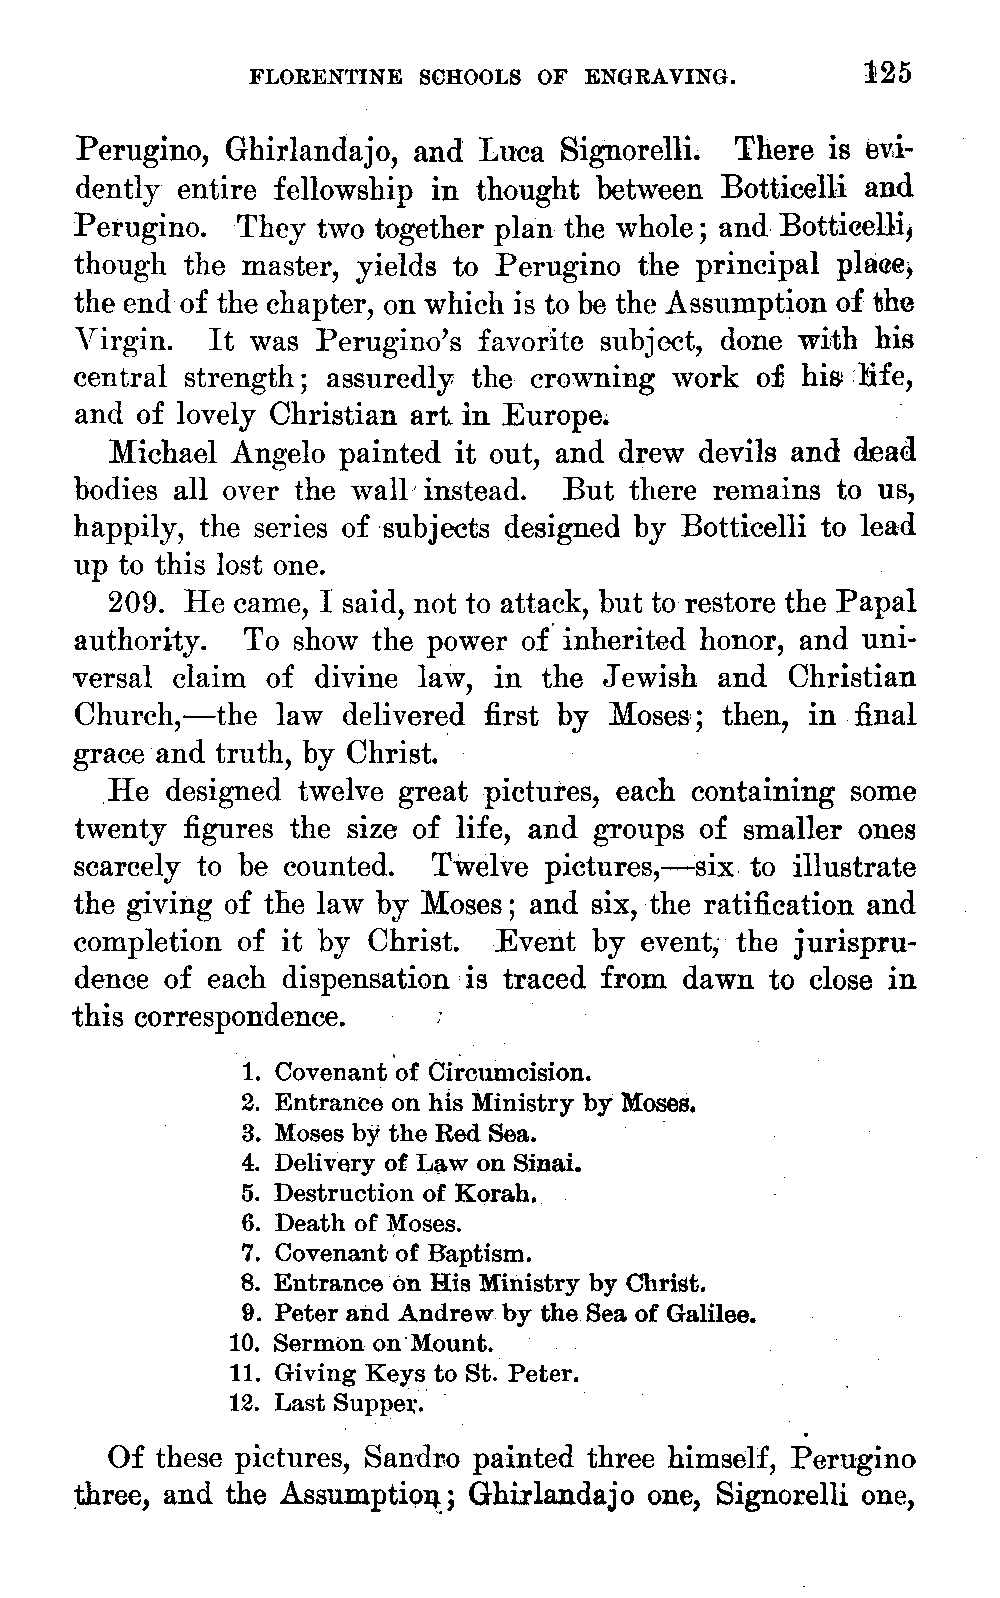 FLORENTINE SCHOOLS OF ENGRAVING. 125
Perugino, Ghirlandajo, and Luca Signorelli. There is evi-
dently entire fellowship in thought between Botticelli and
Perugino. They two together plan the whole; and Botticelli,
though the master, yields to Perugino the principal place,
the end of the chapter, on which is to be the Assumption of the
Virgin. It was Perugino's favorite subject, done with his
central strength; assuredly the crowning work of his life,
and of lovely Christian art in Europe.
Michael Angelo painted it out, and drew devils and dead
bodies all over the wall instead. But there remains to us,
happily, the series of subjects designed by Botticelli to lead
up to this lost one.
209. He came, I said, not to attack, but to restore the Papal
authority. To show the power of inherited honor, and uni-
versal claim of divine law, in the Jewish and Christian
Church,—the law delivered first by Moses; then, in final
grace and truth, by Christ.
He designed twelve great pictures, each containing some
twenty figures the size of life, and groups of smaller ones
scarcely to be counted. Twelve pictures,—six to illustrate
the giving of the law by Moses; and six, the ratification and
completion of it by Christ. Event by event, the jurispru-
dence of each dispensation is traced from dawn to close in
this correspondence.
1. Covenant of Circumcision.
2. Entrance on his Ministry by Moses.
3. Moses by the Red Sea.
4. Delivery of Law on Sinai.
5. Destruction of Korah.
6. Death of Moses.
7. Covenant of Baptism.
8. Entrance on His Ministry by Christ.
9. Peter and Andrew by the Sea of Galilee.
10. Sermon on Mount.
11. Giving Keys to St. Peter.
12. Last Supper.
Of these pictures, Sandro painted three himself, Perugino
three, and the Assumption; Ghirlandajo one, Signorelli one,